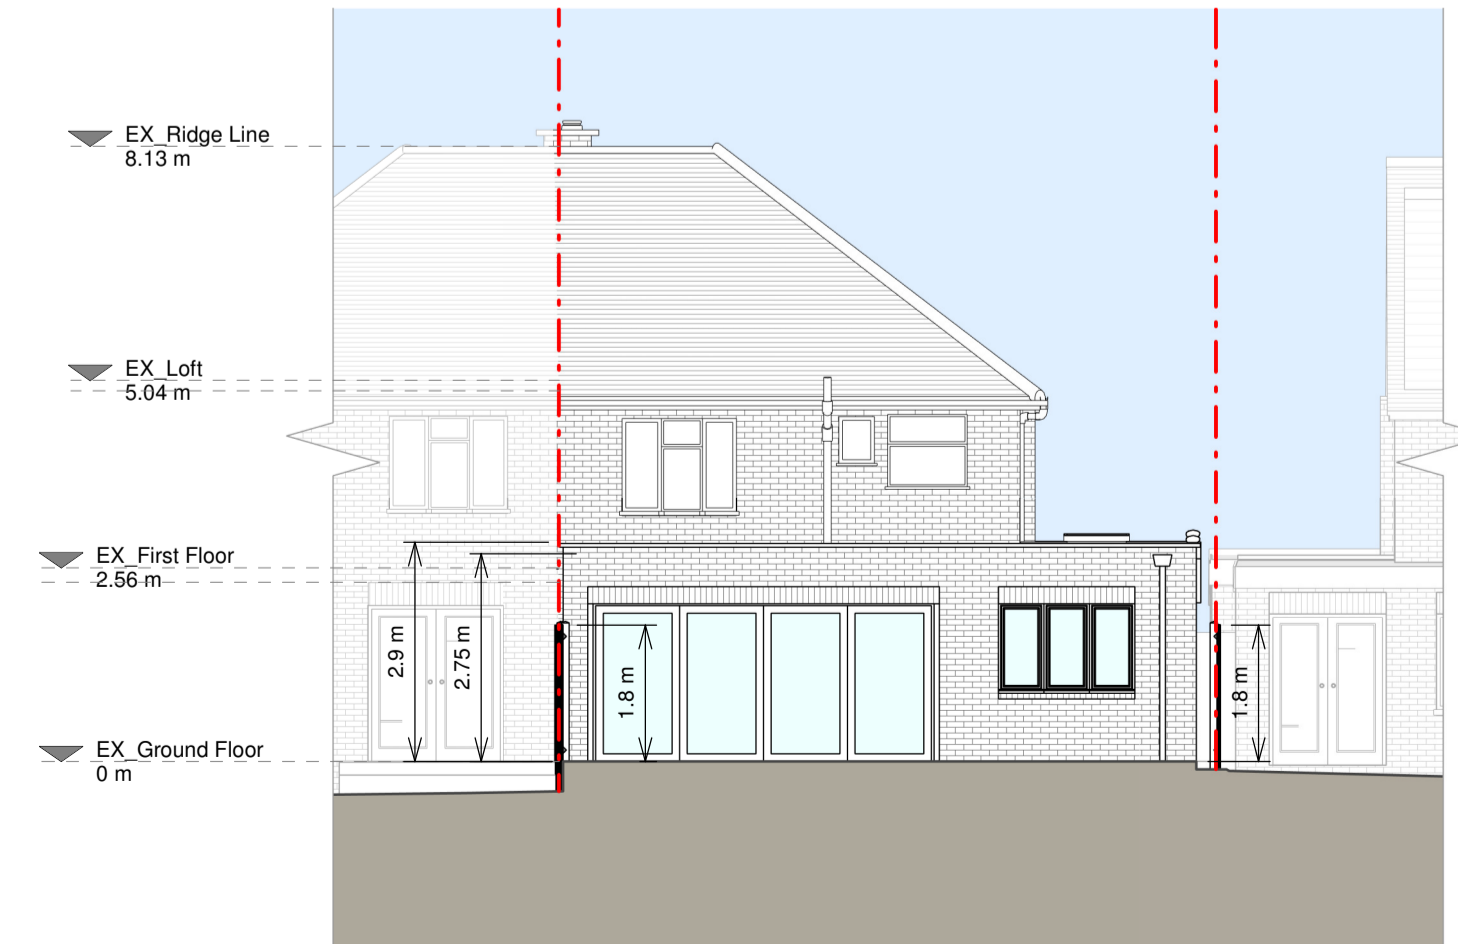 EX_Ridge Line
8.13 m
EX_Loft
5.04 m
EX_First Floor
2.56 m
2.9 m
2.75 m
1.8 m
1.8 m
EX_Ground Floor
0 m